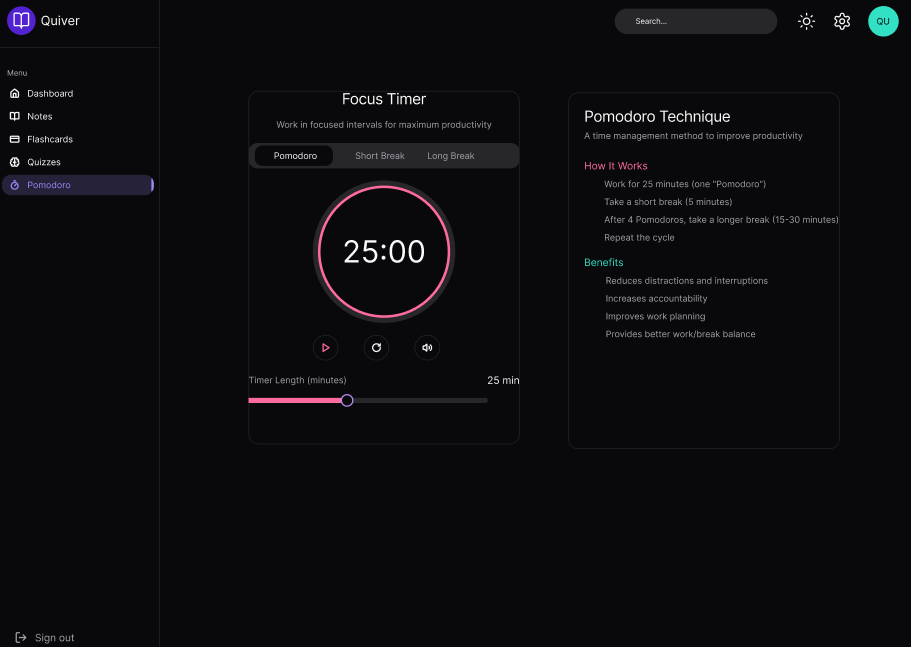 Quiver
Search...
QU
Menu
Dashboard
Notes
Flashcards
Quizzes
Pomodoro
Sign out
Focus Timer
Work in focused intervals for maximum productivity
Pomodoro Short Break Long Break
25:00
Timer Length (minutes) 25 min
Pomodoro Technique
A time management method to improve productivity
How It Works
Work for 25 minutes (one "Pomodoro")
Take a short break (5 minutes)
After 4 Pomodoros, take a longer break (15-30 minutes)
Repeat the cycle
Benefits
Reduces distractions and interruptions
Increases accountability
Improves work planning
Provides better work/break balance